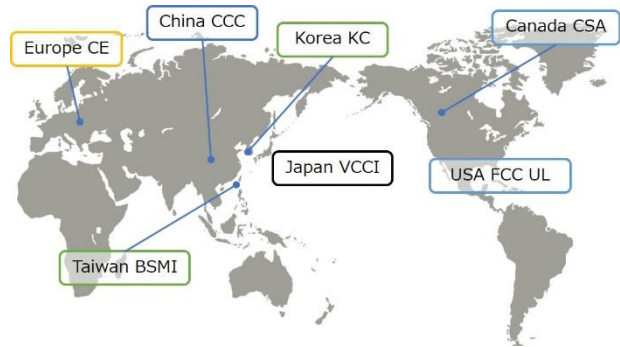 China CCC
Canada CSA
Europe CE
Korea KC
Japan VCCI
USA FCC UL
Taiwan BSMI